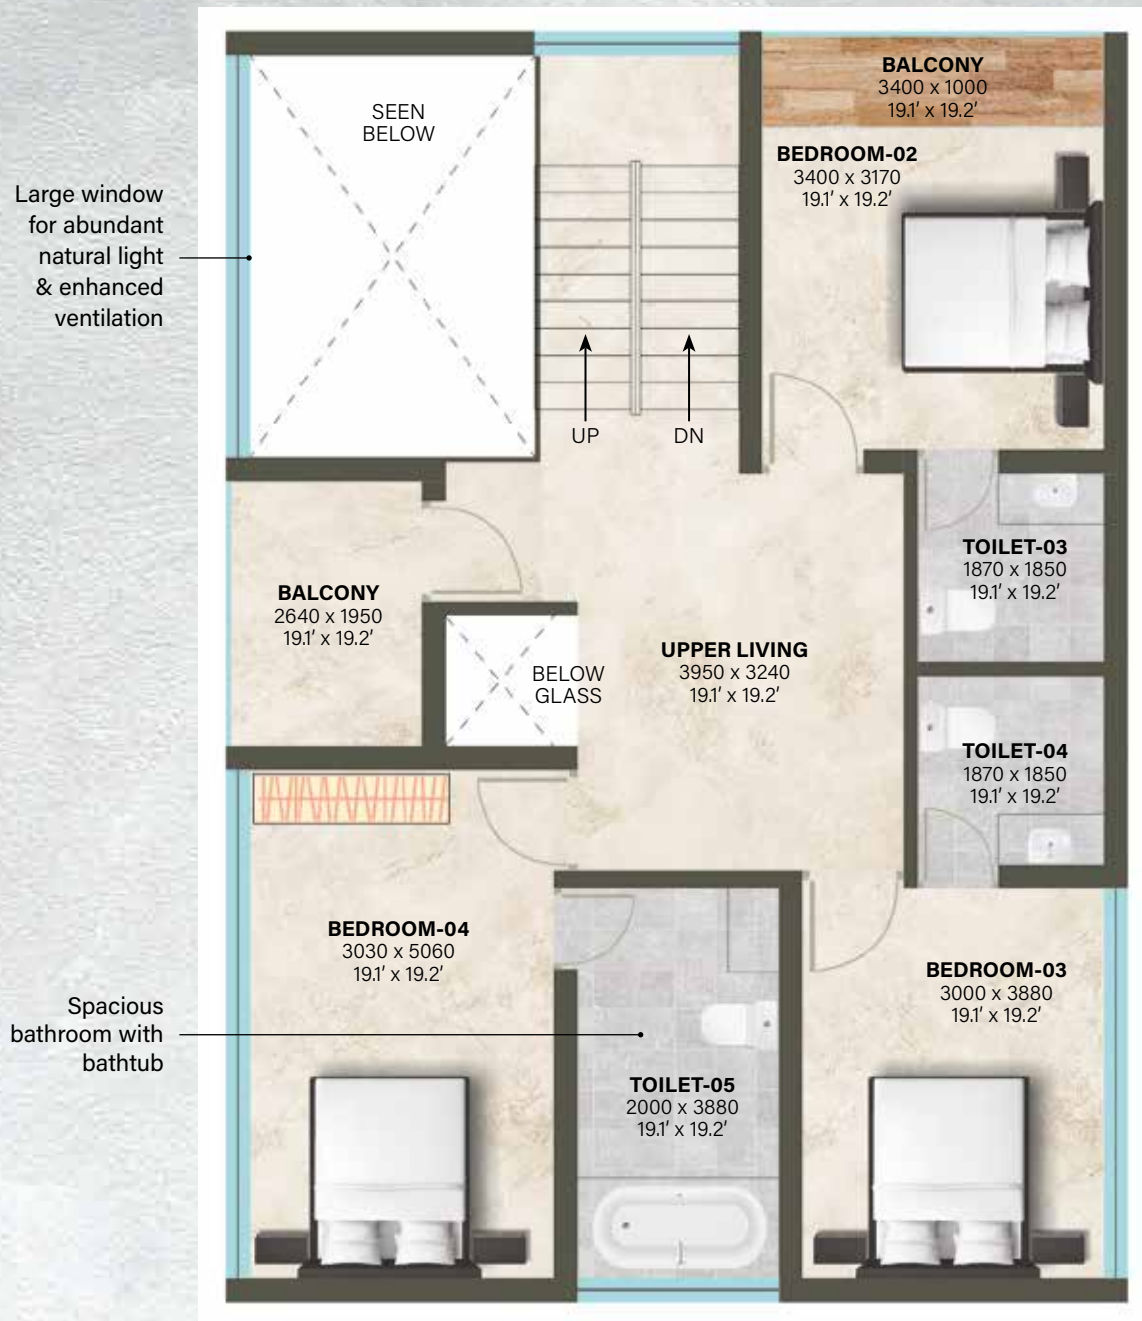 BALCONY
3400 x 1000
19.1' x 19.2'
SEEN
BELOW
BEDROOM-02
3400 x 3170
19.1' x 19.2'
Large window
for abundant
natural light
& enhanced
ventilation
UP
DN
TOILET-03
1870 x 1850
19.1' x 19.2'
BALCONY
2640 x 1950
19.1' x 19.2'
UPPER LIVING
3950 x 3240
19.1' x 19.2'
BELOW
GLASS
TOILET-04
1870 x 1850
19.1' x 19.2'
BEDROOM-04
3030 x 5060
19.1' x 19.2'
BEDROOM-03
3000 x 3880
19.1' x 19.2'
Spacious
bathroom with
bathtub
TOILET-05
2000 x 3880
19.1' x 19.2'